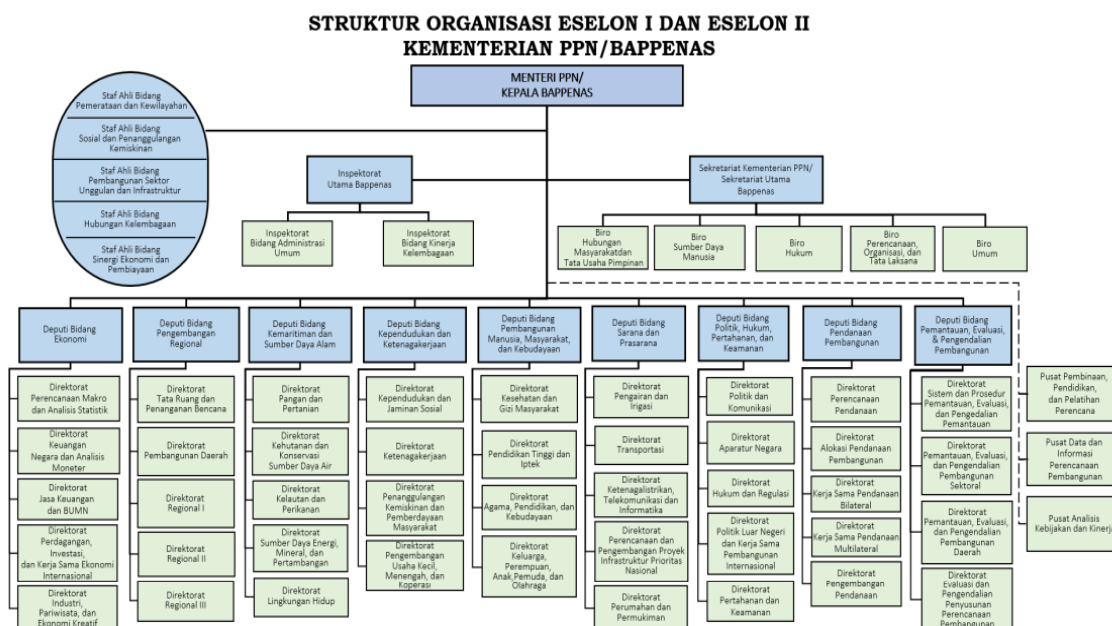 STRUKTUR ORGANISASI ESELON I DAN ESELON II
KEMENTERIAN PPN/BAPPENAS
MENTERI PPN/
KEPALA BAPPENAS
Staf Ahli Bidang
Pemerataan dan Kewilayahan
Staf Ahli Bidang
Sosial dan Penanggulangan
Kemiskinan
Staf Ahli Bidang
Pembangunan Sektor
Unggulan dan Infrastruktur
Staf Ahli Bidang
Hubungan Kelembagaan
Staf Ahli Bidang
Sinergi Ekonomi dan
Pembiayaan
Inspektorat
Utama Bappenas
Sekretariat Kementerian PPN/
Sekretariat Utama
Bappenas
Inspektorat
Bidang Administrasi
Umum
Inspektorat
Bidang Kinerja
Kelembagaan
Biro
Hubungan
Masyarakatdan
Tata Usaha Pimpinan
Biro
Sumber Daya
Manusia
Biro
Hukum
Biro
Perencanaan,
Organisasi, dan
Tata Laksana
Biro
Umum
Deputi Bidang
Ekonomi
Direktorat
Perencanaan Makro
dan Analisis Statistik
Direktorat
Keuangan
Negara dan Analisis
Moneter
Direktorat
Jasa Keuangan
dan BUMN
Direktorat
Perdagangan,
Investasi,
dan Kerja Sama Ekonomi
Internasional
Direktorat
Industri,
Pariwisata, dan
Ekonomi Kreatif
Deputi Bidang
Pengembangan
Regional
Direktorat
Tata Ruang dan
Penanganan Bencana
Direktorat
Pembangunan Daerah
Direktorat
Regional I
Direktorat
Regional II
Direktorat
Regional III
Deputi Bidang
Kemaritiman dan
Sumber Daya Alam
Direktorat
Pangan dan
Pertanian
Direktorat
Kehutanan dan
Konservasi
Sumber Daya Air
Direktorat
Kelautan dan
Perikanan
Direktorat
Sumber Daya Energi,
Mineral, dan
Pertambangan
Direktorat
Lingkungan Hidup
Deputi Bidang
Kependudukan dan
Ketenagakerjaan
Direktorat
Kependudukan dan
Jaminan Sosial
Direktorat
Ketenagakerjaan
Direktorat
Penanggulangan
Kemiskinan dan
Pemberdayaan
Masyarakat
Direktorat
Pengembangan
Usaha Kecil,
Menengah, dan
Koperasi
Deputi Bidang
Pembangunan
Manusia, Masyarakat,
dan Kebudayaan
Direktorat
Kesehatan dan
Gizi Masyarakat
Direktorat
Pendidikan Tinggi dan
Iptek
Direktorat
Agama, Pendidikan, dan
Kebudayaan
Direktorat
Keluarga,
Perempuan,
Anak,Pemuda, dan
Olahraga
Deputi Bidang
Sarana dan
Prasarana
Direktorat
Pengairan dan
Irigasi
Direktorat
Transportasi
Direktorat
Ketenagalistrikan,
Telekomunikasi dan
Informatika
Direktorat
Perencanaan dan
Pengembangan Proyek
Infrastruktur Prioritas
Nasional
Direktorat
Perumahan dan
Permukiman
Deputi Bidang
Politik, Hukum,
Pertahanan, dan
Keamanan
Direktorat
Politik dan
Komunikasi
Direktorat
Aparatur Negara
Direktorat
Hukum dan Regulasi
Direktorat
Politik Luar Negeri
dan Kerja Sama
Pembangunan
Internasional
Direktorat
Pertahanan dan
Keamanan
Deputi Bidang
Pendanaan
Pembangunan
Direktorat
Perencanaan
Pendanaan
Direktorat
Alokasi Pendanaan
Pembangunan
Direktorat
Kerja Sama Pendanaan
Bilateral
Direktorat
Kerja Sama Pendanaan
Multilateral
Direktorat
Pengembangan
Pendanaan
Deputi Bidang
Pemantauan, Evaluasi,
& Pengendalian
Pembangunan
Direktorat
Sistem dan Prosedur
Pemantauan, Evaluasi,
dan Pengedalian
Pemantauan
Direktorat
Pemantauan, Evaluasi,
dan Pengendalian
Pembangunan
Sektoral
Direktorat
Pemantauan, Evaluasi,
dan Pengendalian
Pembangunan
Daerah
Direktorat
Evaluasi dan
Pengendalian
Penyusunan
Perencanaan
Pembangunan
Pusat Pembinaan,
Pendidikan,
dan Pelatihan
Perencana
Pusat Data dan
Informasi
Perencanaan
Pembangunan
Pusat Analisis
Kebijakan dan Kinerja